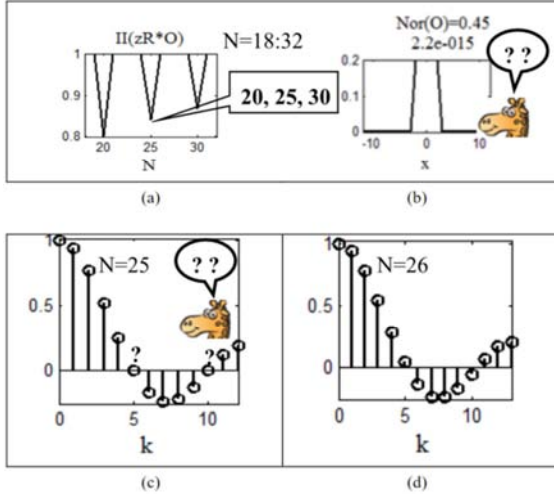 II(zR*O)
N=18:32
1
0.9
0.8
20 25 30
N
20, 25, 30
(a)
Nor(O)=0.45
2.2e-015
? ?
0.2
0.1
0
-10 0 10
x
(b)
1
N=25
? ?
0.5
? ?
0
0 5 10
k
(c)
1
N=26
0.5
0
0 5 10
k
(d)